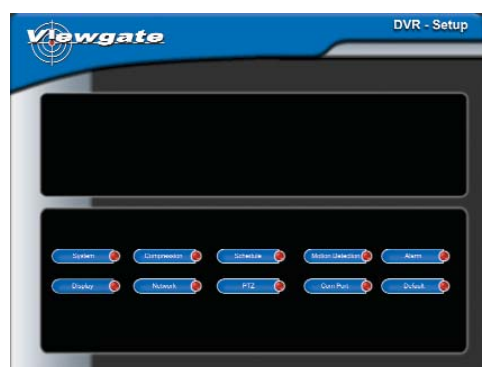 Viewgate
DVR - Setup
System Compression Schedule Motion Detection Alarm
Display Network PTZ Com Port Default